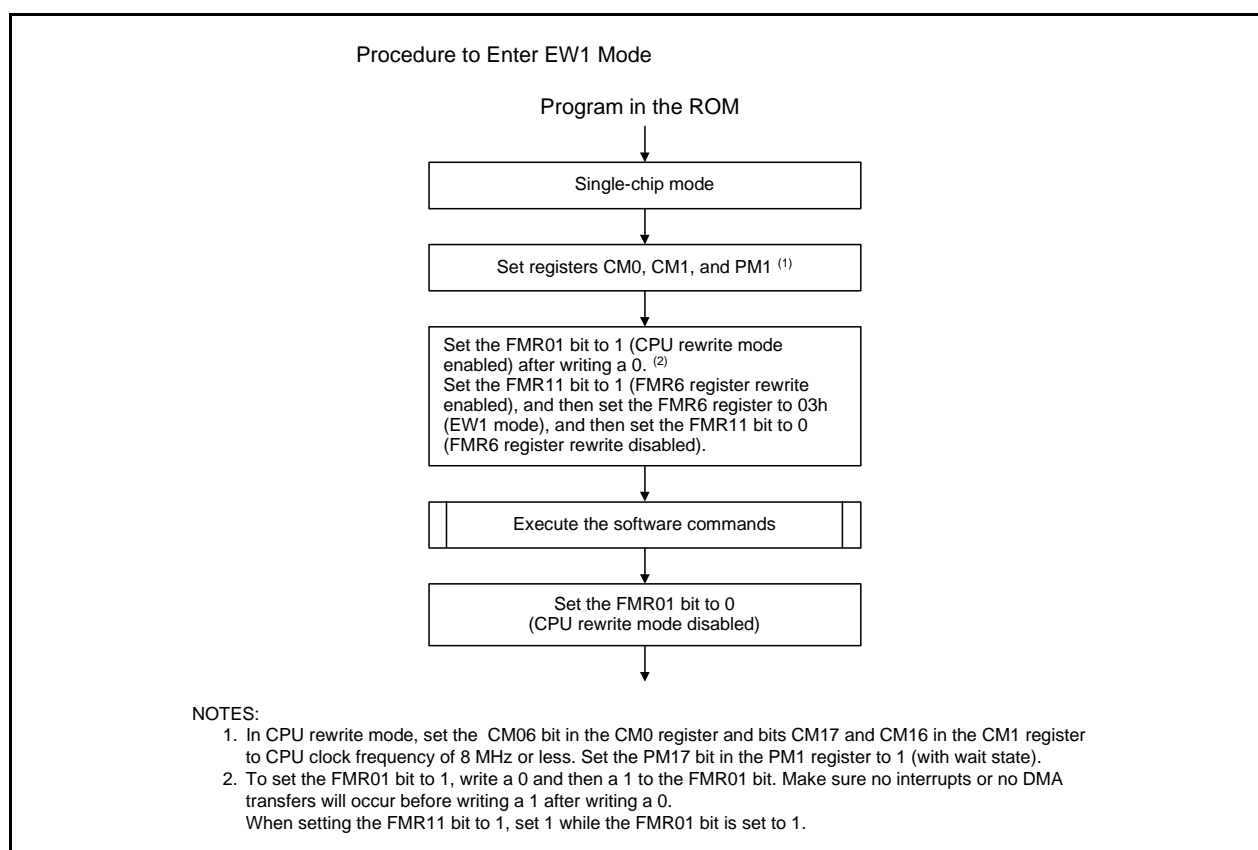 Procedure to Enter EW1 Mode
Program in the ROM
Single-chip mode
Set registers CM0, CM1, and PM1 (1)
Set the FMR01 bit to 1 (CPU rewrite mode
enabled) after writing a 0. (2)
Set the FMR11 bit to 1 (FMR6 register rewrite
enabled), and then set the FMR6 register to 03h
(EW1 mode), and then set the FMR11 bit to 0
(FMR6 register rewrite disabled).
Execute the software commands
Set the FMR01 bit to 0
(CPU rewrite mode disabled)
NOTES:
1. In CPU rewrite mode, set the CM06 bit in the CM0 register and bits CM17 and CM16 in the CM1 register
to CPU clock frequency of 8 MHz or less. Set the PM17 bit in the PM1 register to 1 (with wait state).
2. To set the FMR01 bit to 1, write a 0 and then a 1 to the FMR01 bit. Make sure no interrupts or no DMA
transfers will occur before writing a 1 after writing a 0.
When setting the FMR11 bit to 1, set 1 while the FMR01 bit is set to 1.